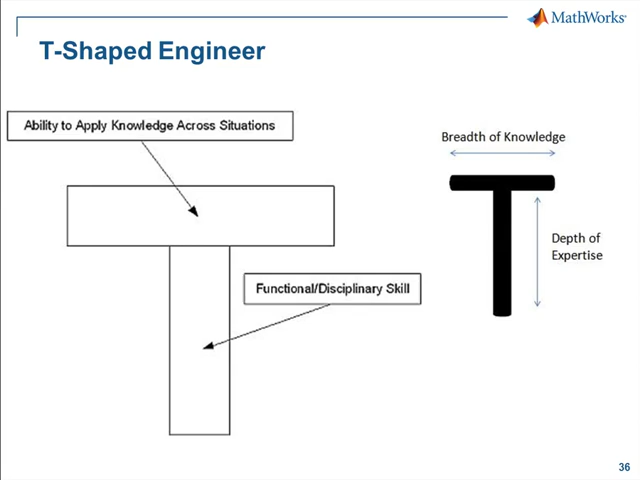 MathWorks®
T-Shaped Engineer
Ability to Apply Knowledge Across Situations
Breadth of Knowledge
Depth of
Expertise
Functional/Disciplinary Skill
36